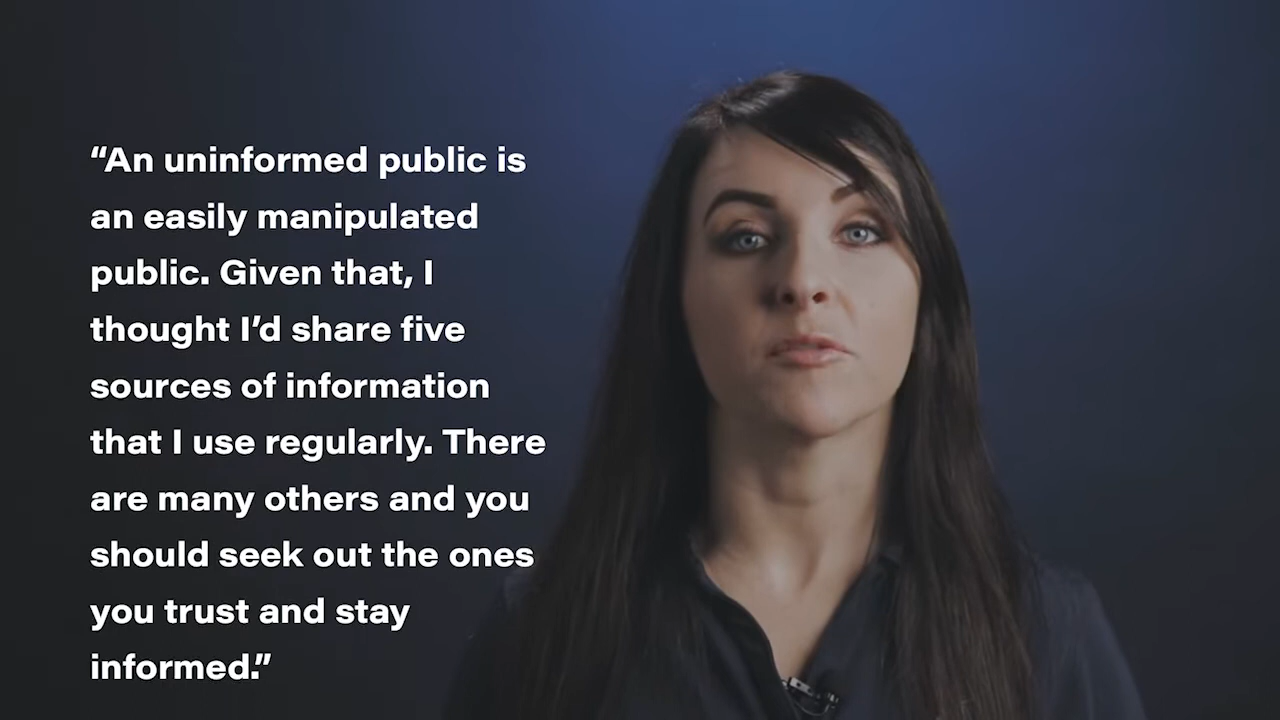 “An uninformed public is
an easily manipulated
public. Given that, I
thought I’d share five
sources of information
that I use regularly. There
are many others and you
should seek out the ones
you trust and stay
informed.”